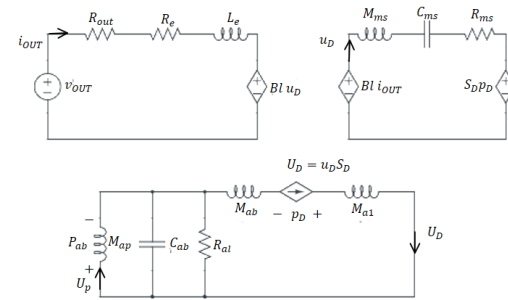 R_out R_e L_e
i_OUT
v_OUT
Bl u_D
M_ms C_ms R_ms
u_D
Bl i_OUT
S_D p_D
U_D = u_D S_D
M_ab - p_D + M_a1
-
P_ab M_ap C_ab R_al
+
U_p
U_D